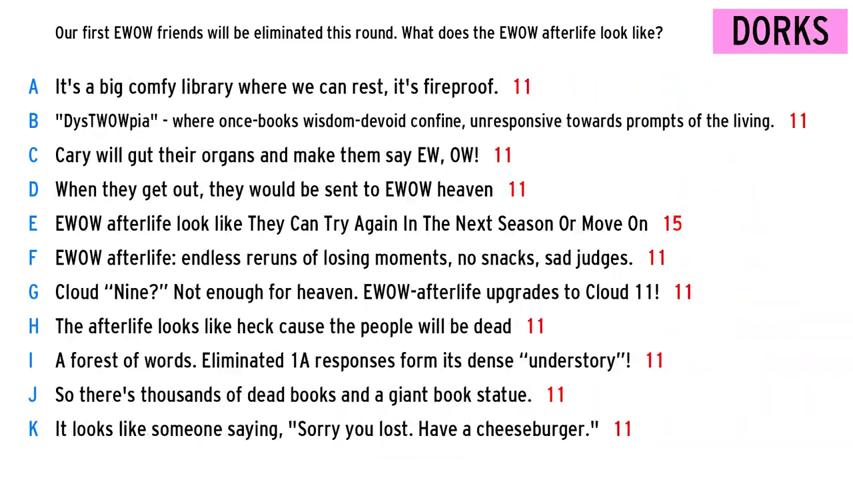 Our first EWOW friends will be eliminated this round. What does the EWOW afterlife look like?
DORKS
A It's a big comfy library where we can rest, it's fireproof. 11
B "DysTWOWpia" - where once-books wisdom-devoid confine, unresponsive towards prompts of the living. 11
C Cary will gut their organs and make them say EW, OW! 11
D When they get out, they would be sent to EWOW heaven 11
E EWOW afterlife look like They Can Try Again In The Next Season Or Move On 15
F EWOW afterlife: endless reruns of losing moments, no snacks, sad judges. 11
G Cloud “Nine?” Not enough for heaven. EWOW-afterlife upgrades to Cloud 11! 11
H The afterlife looks like heck cause the people will be dead 11
I A forest of words. Eliminated 1A responses form its dense “understory”! 11
J So there's thousands of dead books and a giant book statue. 11
K It looks like someone saying, "Sorry you lost. Have a cheeseburger." 11